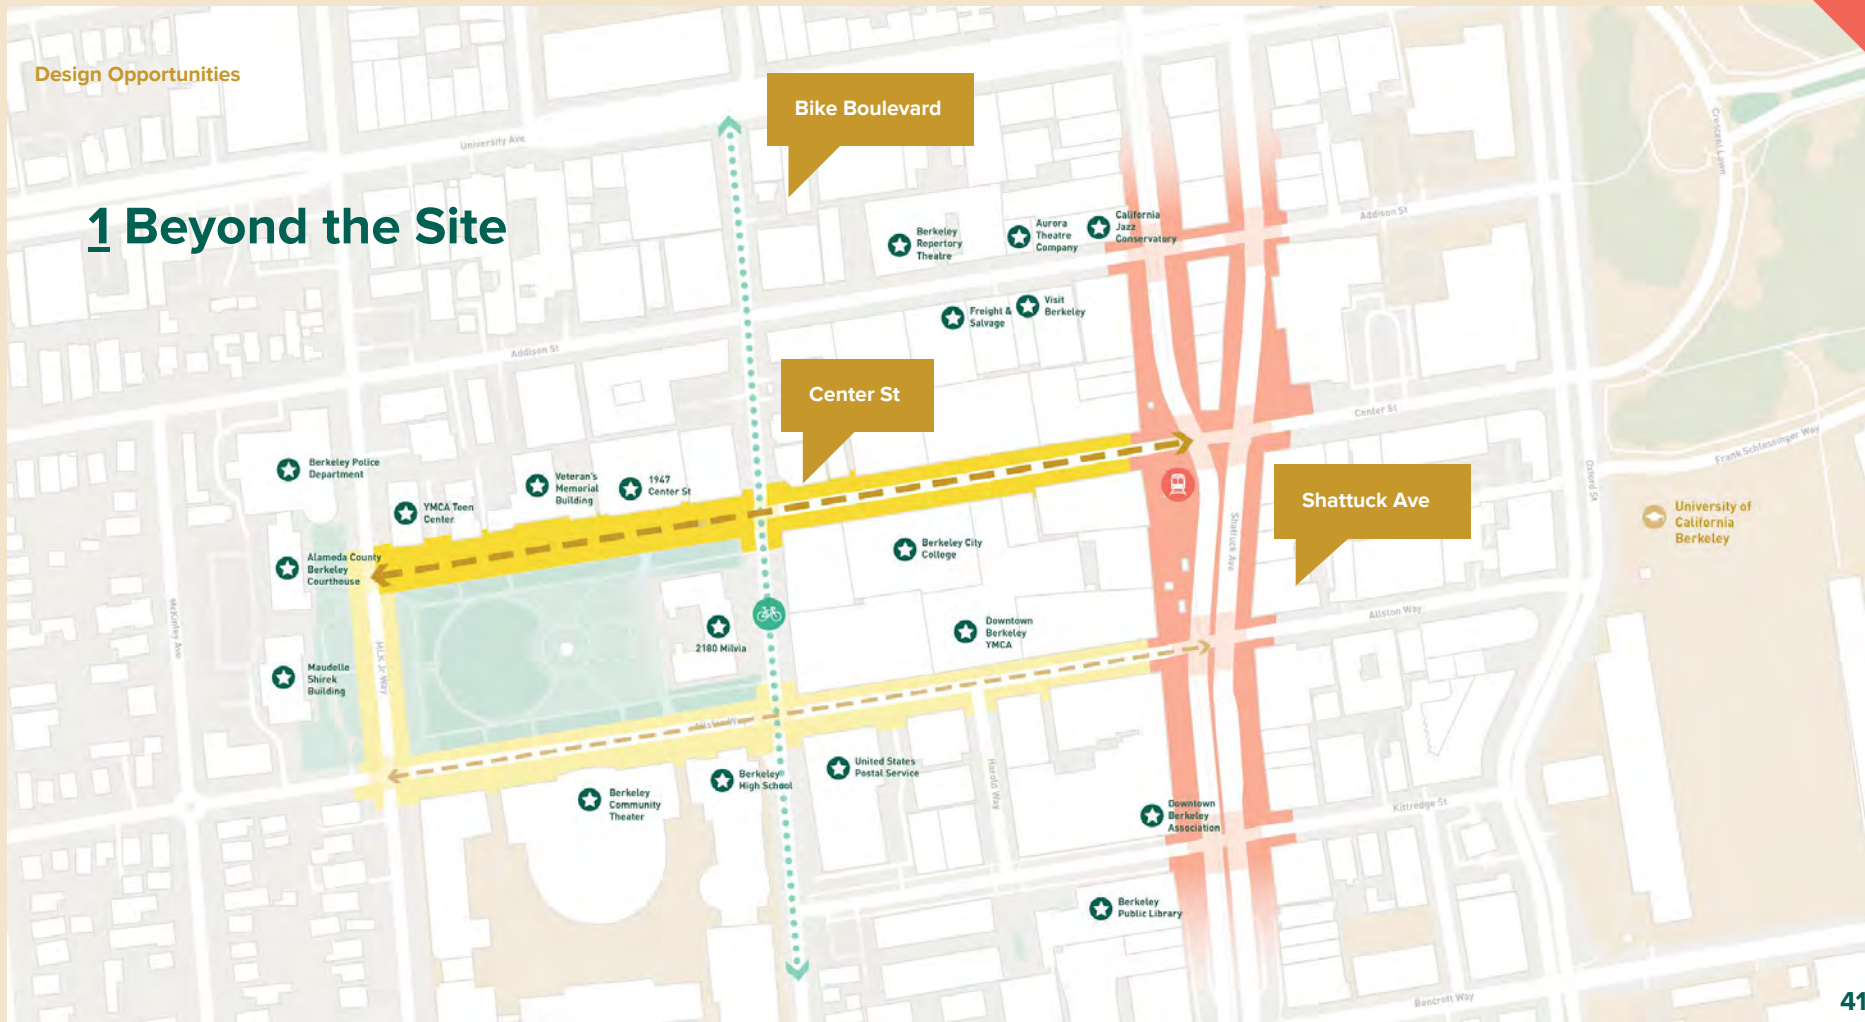 Design Opportunities
1 Beyond the Site
Bike Boulevard
University Ave
Crescent Lawn
Addison St
Berkeley
Repertory
Theatre
Aurora
Theatre
Company
California
Jazz
Conservatory
Freight &
Salvage
Visit
Berkeley
Addison St
Center St
Center St
Frank Schlessinger Way
Berkeley Police
Department
YMCA Teen
Center
Veteran's
Memorial
Building
1947
Center St
Shattuck Ave
Shattuck Ave
Oxford St
University of
California
Berkeley
Alameda County
Berkeley
Courthouse
Berkeley City
College
McKinley Ave
MLK Jr Way
Maudelle
Shirek
Building
2180 Milvia
Downtown
Berkeley
YMCA
Allston Way
Allston Way
Berkeley
Community
Theater
Berkeley
High School
United States
Postal Service
Harold Way
Downtown
Berkeley
Association
Kittredge St
Berkeley
Public Library
Bancroft Way
41